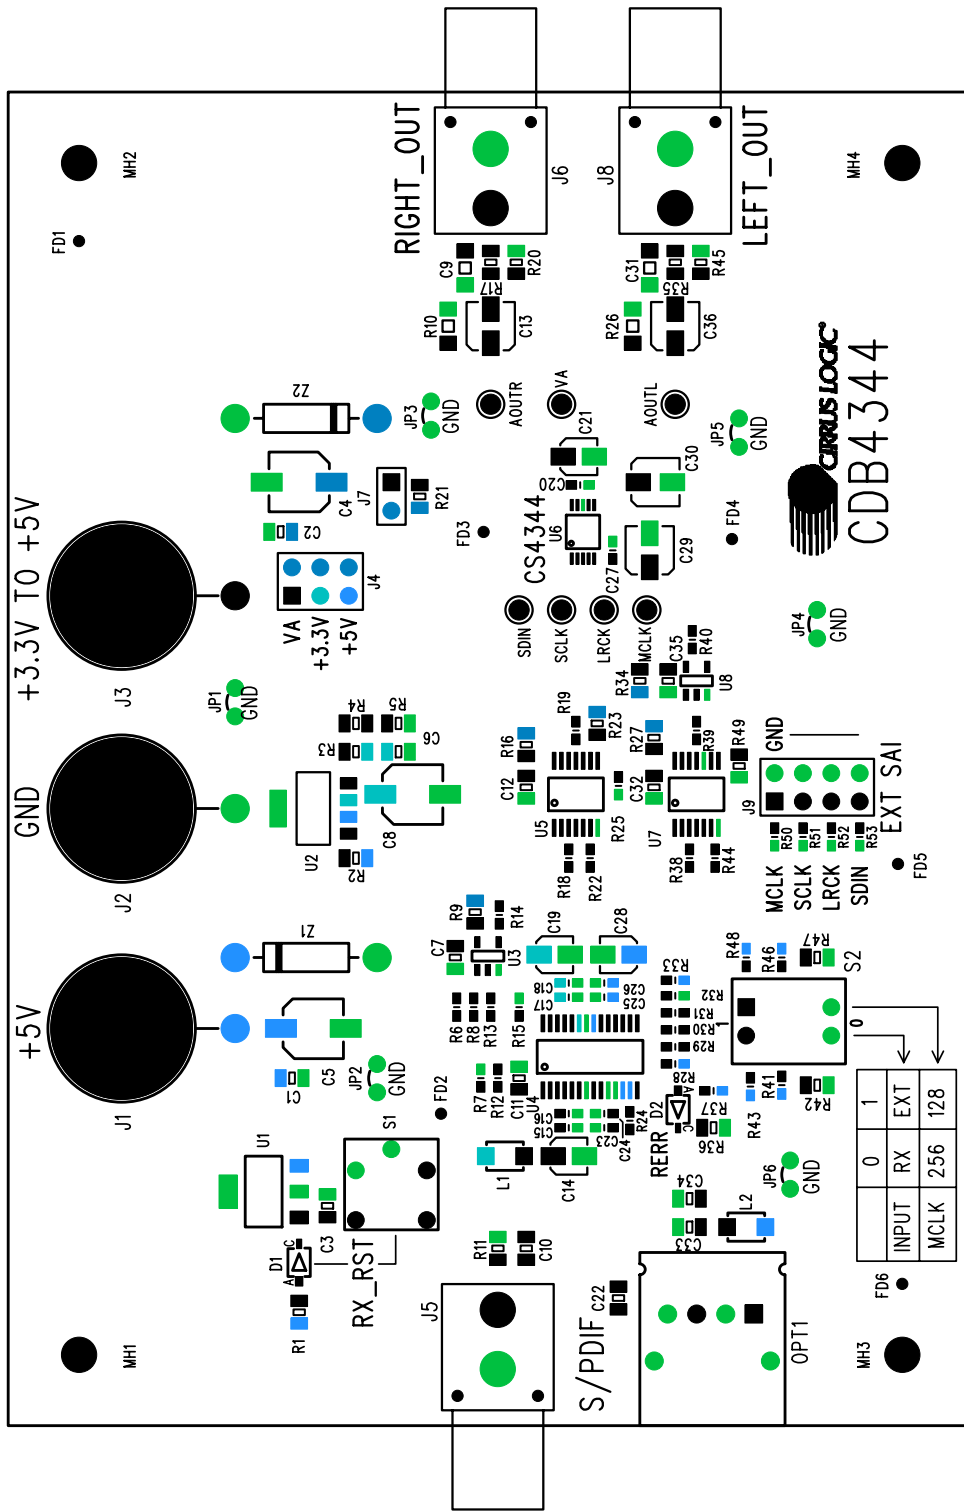 RIGHT_OUT
LEFT_OUT
J6
J8
MH2
MH4
FD1
C9
R17
R20
C31
R35
R45
R10
C13
R26
C36
Z2
JP3
GND
AOUTR
VA
AOUTL
JP5
GND
CIRRUS LOGIC®
CDB4344
C4
J7
R21
C2
C20
C21
C30
CS4344
U6
FD3
FD4
C27
C29
+3.3V TO +5V
J3
J4
VA
+3.3V
+5V
SDIN
SCLK
LRCK
MCLK
JP4
GND
JP1
GND
R4
R5
R3
C6
R19
R23
R16
R34
C35
R40
U8
R27
R39
R49
GND
J2
U2
C8
R2
C12
U5
R25
C32
U7
R18
R22
R38
R44
J9
GND
EXT SAI
R50
R51
R52
R53
MCLK
SCLK
LRCK
SDIN
FD5
Z1
C7
R9
R14
U3
C19
C28
C18
C17
C26
C25
R33
R32
R31
R30
R29
R28
R48
R46
R47
S2
1
0
+5V
J1
C5
C1
JP2
GND
FD2
R6
R8
R13
R15
R7
R12
C11
U4
C16
C15
C23
C24
R24
D2
A
C
RERR
R37
R36
R43
R41
R42
U1
S1
C3
D1
A
C
R1
RX_RST
L1
C14
C34
C33
L2
JP6
GND
0
1
INPUT
RX
EXT
MCLK
256
128
R11
C10
J5
C22
S/PDIF
OPT1
FD6
MH1
MH3